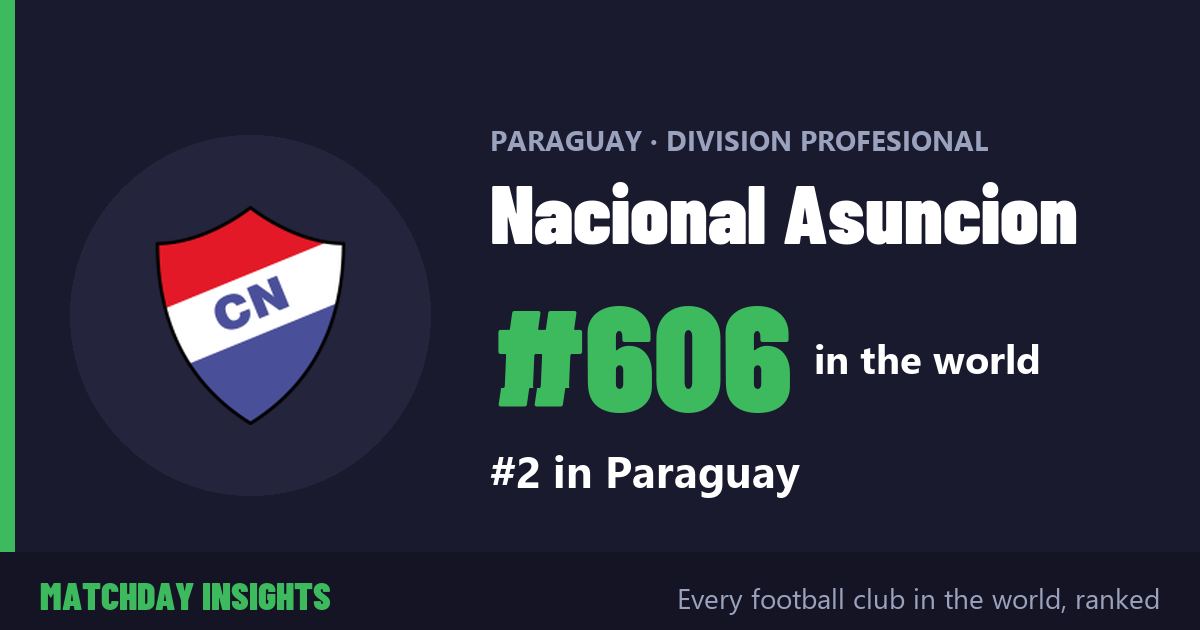 PARAGUAY · DIVISION PROFESIONAL
Nacional Asuncion
CN
#606 in the world
#2 in Paraguay
MATCHDAY INSIGHTS
Every football club in the world, ranked